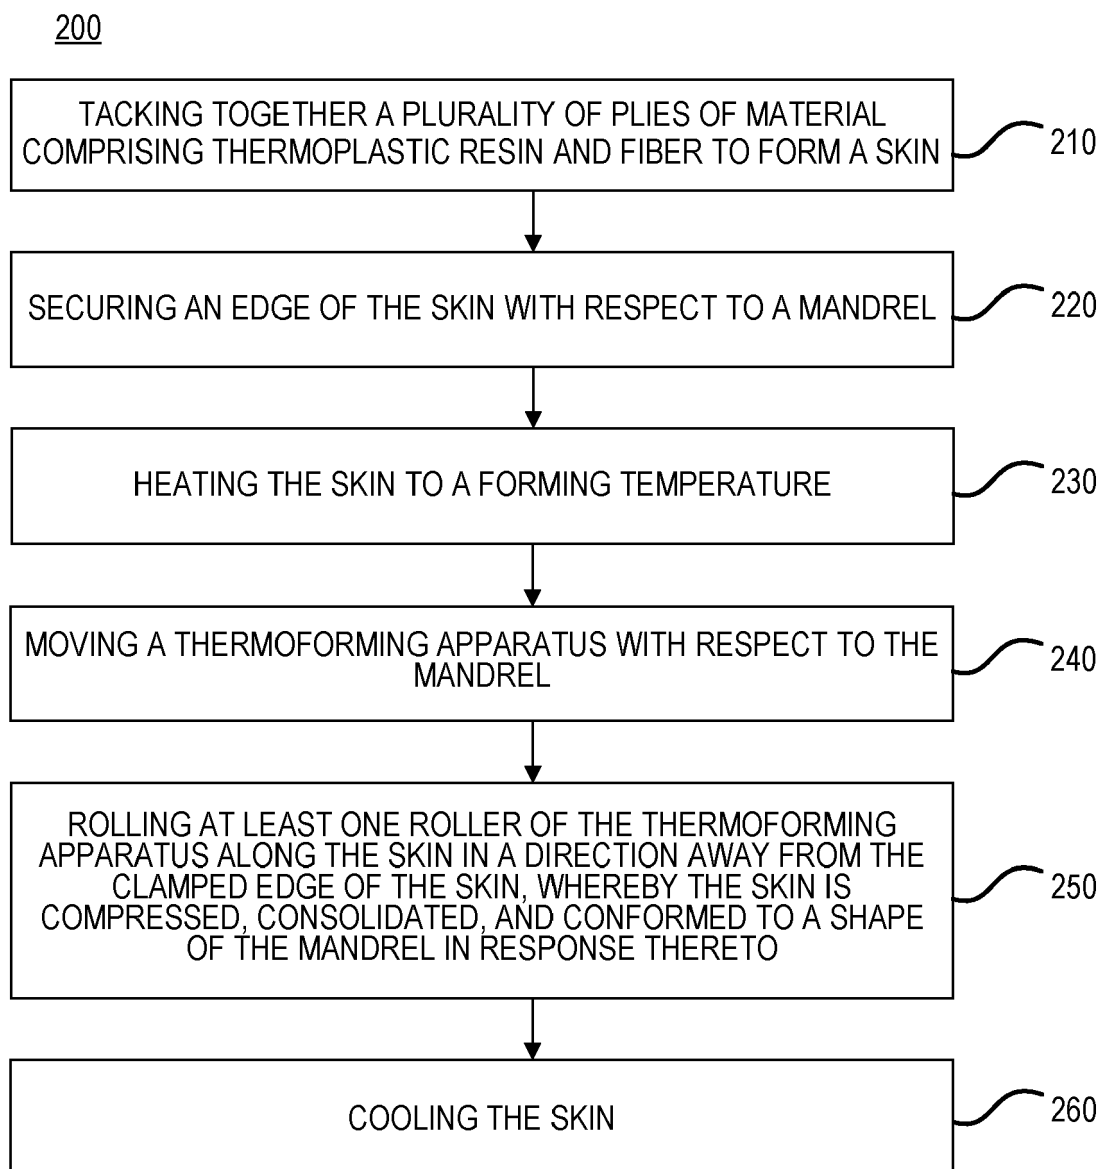 200
TACKING TOGETHER A PLURALITY OF PLIES OF MATERIAL
COMPRISING THERMOPLASTIC RESIN AND FIBER TO FORM A SKIN
210
SECURING AN EDGE OF THE SKIN WITH RESPECT TO A MANDREL
220
HEATING THE SKIN TO A FORMING TEMPERATURE
230
MOVING A THERMOFORMING APPARATUS WITH RESPECT TO THE
MANDREL
240
ROLLING AT LEAST ONE ROLLER OF THE THERMOFORMING
APPARATUS ALONG THE SKIN IN A DIRECTION AWAY FROM THE
CLAMPED EDGE OF THE SKIN, WHEREBY THE SKIN IS
COMPRESSED, CONSOLIDATED, AND CONFORMED TO A SHAPE
OF THE MANDREL IN RESPONSE THERETO
250
COOLING THE SKIN
260